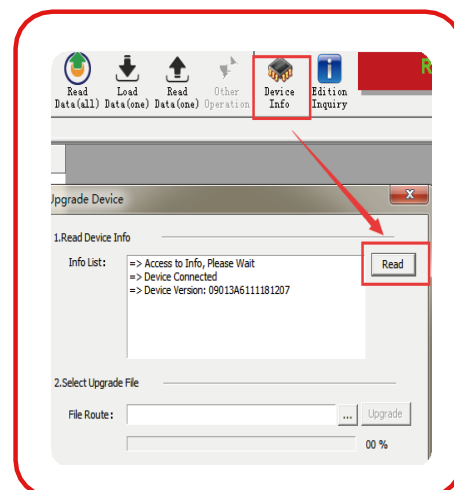 Read Load Read Other Device Edition
Data(all) Data(one) Data(one) Operation Info Inquiry
R
Upgrade Device
1.Read Device Info
Info List:
=> Access to Info, Please Wait
=> Device Connected
=> Device Version: 09013A6111181207
Read
2.Select Upgrade File
File Route:
...
Upgrade
00 %